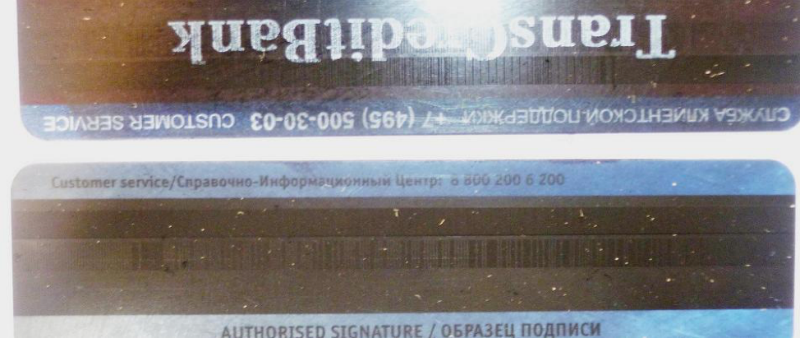 TransCreditBank
СЛУЖБА КЛИЕНТСКОЙ ПОДДЕРЖКИ +7 (495) 500-30-03 CUSTOMER SERVICE
Customer service/Справочно-Информационный Центр: 8 800 200 6 200
AUTHORISED SIGNATURE / ОБРАЗЕЦ ПОДПИСИ